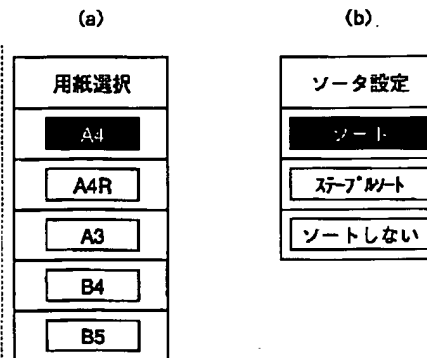 (a)
用紙選択
A4
A4R
A3
B4
B5
(b)
ソータ設定
ソート
ステープルソート
ソートしない